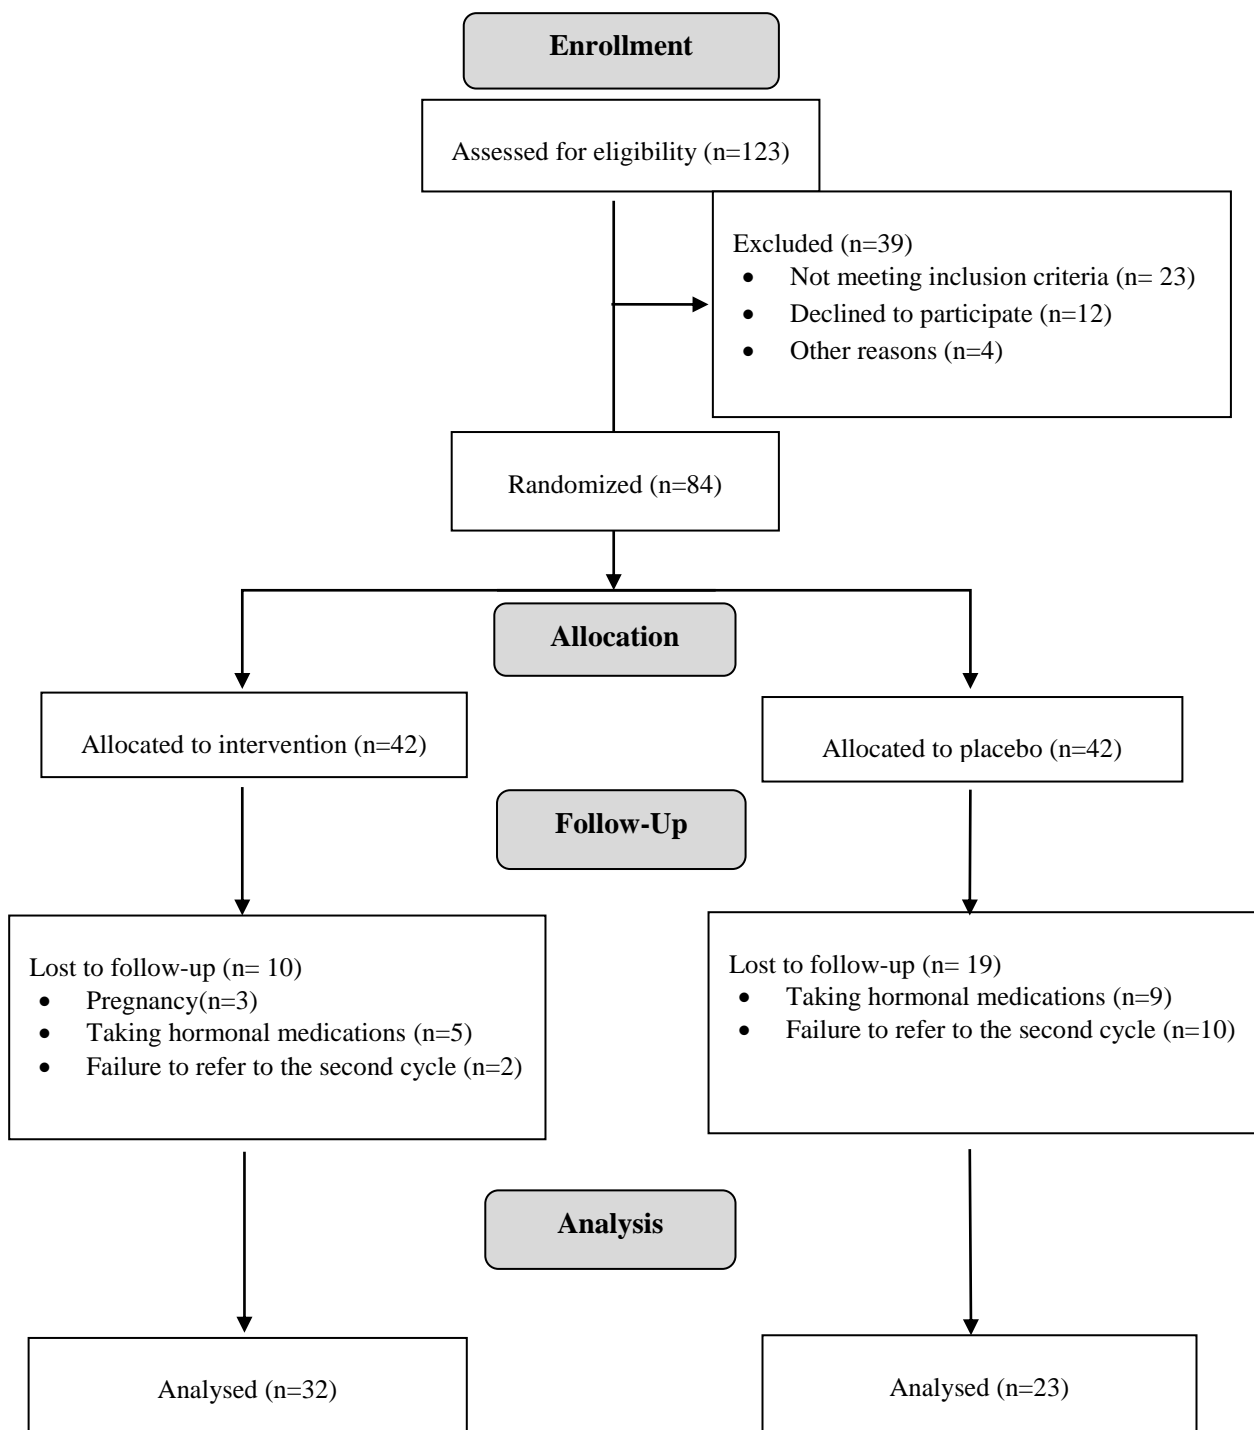 Enrollment
Assessed for eligibility (n=123)
Excluded (n=39)
• Not meeting inclusion criteria (n= 23)
• Declined to participate (n=12)
• Other reasons (n=4)
Randomized (n=84)
Allocation
Allocated to intervention (n=42)
Allocated to placebo (n=42)
Follow-Up
Lost to follow-up (n= 10)
• Pregnancy(n=3)
• Taking hormonal medications (n=5)
• Failure to refer to the second cycle (n=2)
Lost to follow-up (n= 19)
• Taking hormonal medications (n=9)
• Failure to refer to the second cycle (n=10)
Analysis
Analysed (n=32)
Analysed (n=23)